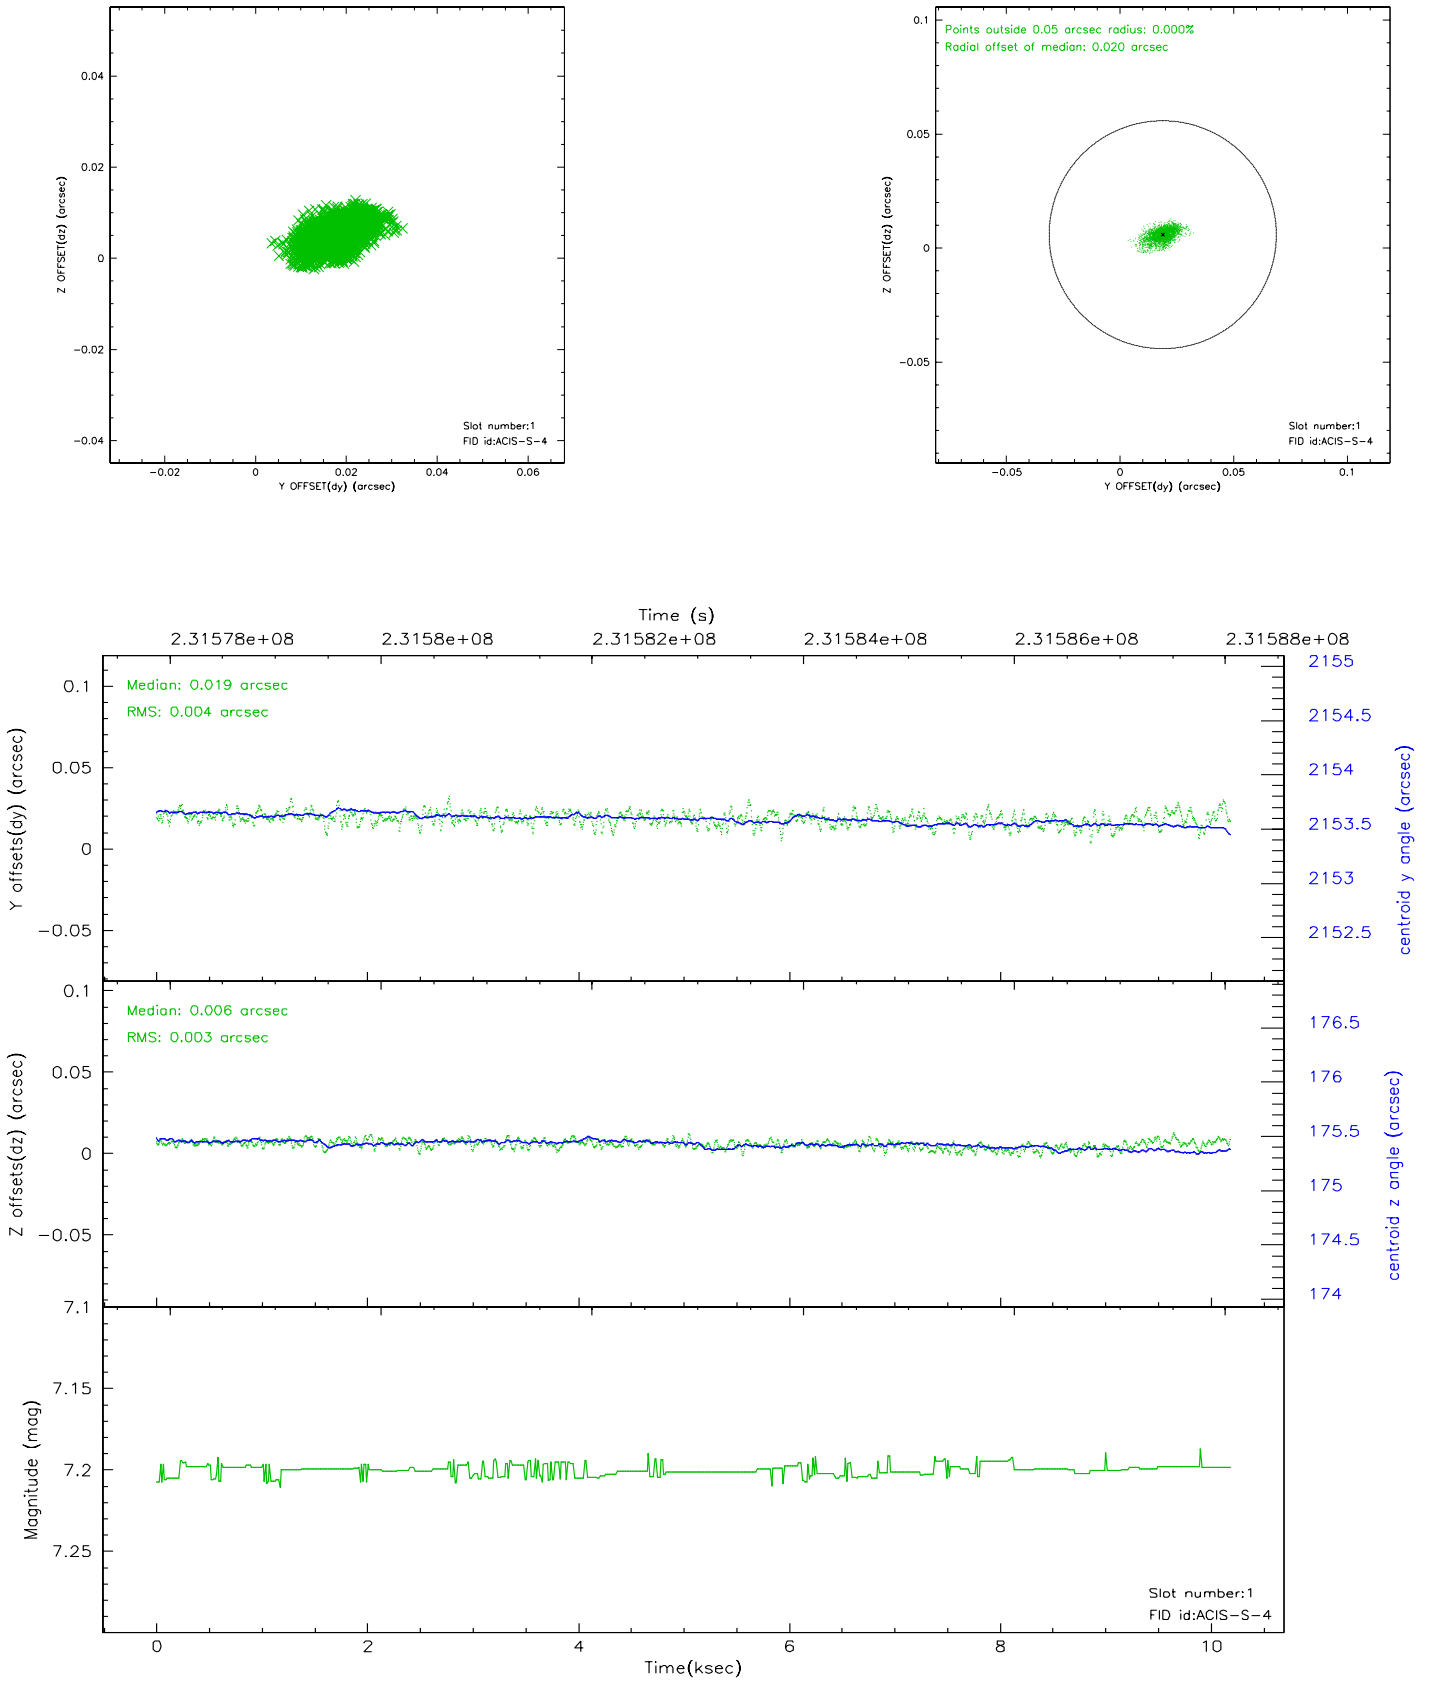 0.04
0.02
0
−0.02
−0.04
Z OFFSET(dz) (arcsec)
−0.02 0 0.02 0.04 0.06
Y OFFSET(dy) (arcsec)
Slot number:1
FID id:ACIS−S−4
Points outside 0.05 arcsec radius: 0.000%
Radial offset of median: 0.020 arcsec
0.1
0.05
0
−0.05
Z OFFSET(dz) (arcsec)
−0.05 0 0.05 0.1
Y OFFSET(dy) (arcsec)
Slot number:1
FID id:ACIS−S−4
Time (s)
2.31578e+08 2.3158e+08 2.31582e+08 2.31584e+08 2.31586e+08 2.31588e+08
Median: 0.019 arcsec
RMS: 0.004 arcsec
0.1
0.05
0
−0.05
Y offsets(dy) (arcsec)
2155
2154.5
2154
2153.5
2153
2152.5
centroid y angle (arcsec)
Median: 0.006 arcsec
RMS: 0.003 arcsec
0.1
0.05
0
−0.05
Z offsets(dz) (arcsec)
176.5
176
175.5
175
174.5
174
centroid z angle (arcsec)
7.1
7.15
7.2
7.25
Magnitude (mag)
Slot number:1
FID id:ACIS−S−4
0 2 4 6 8 10
Time(ksec)